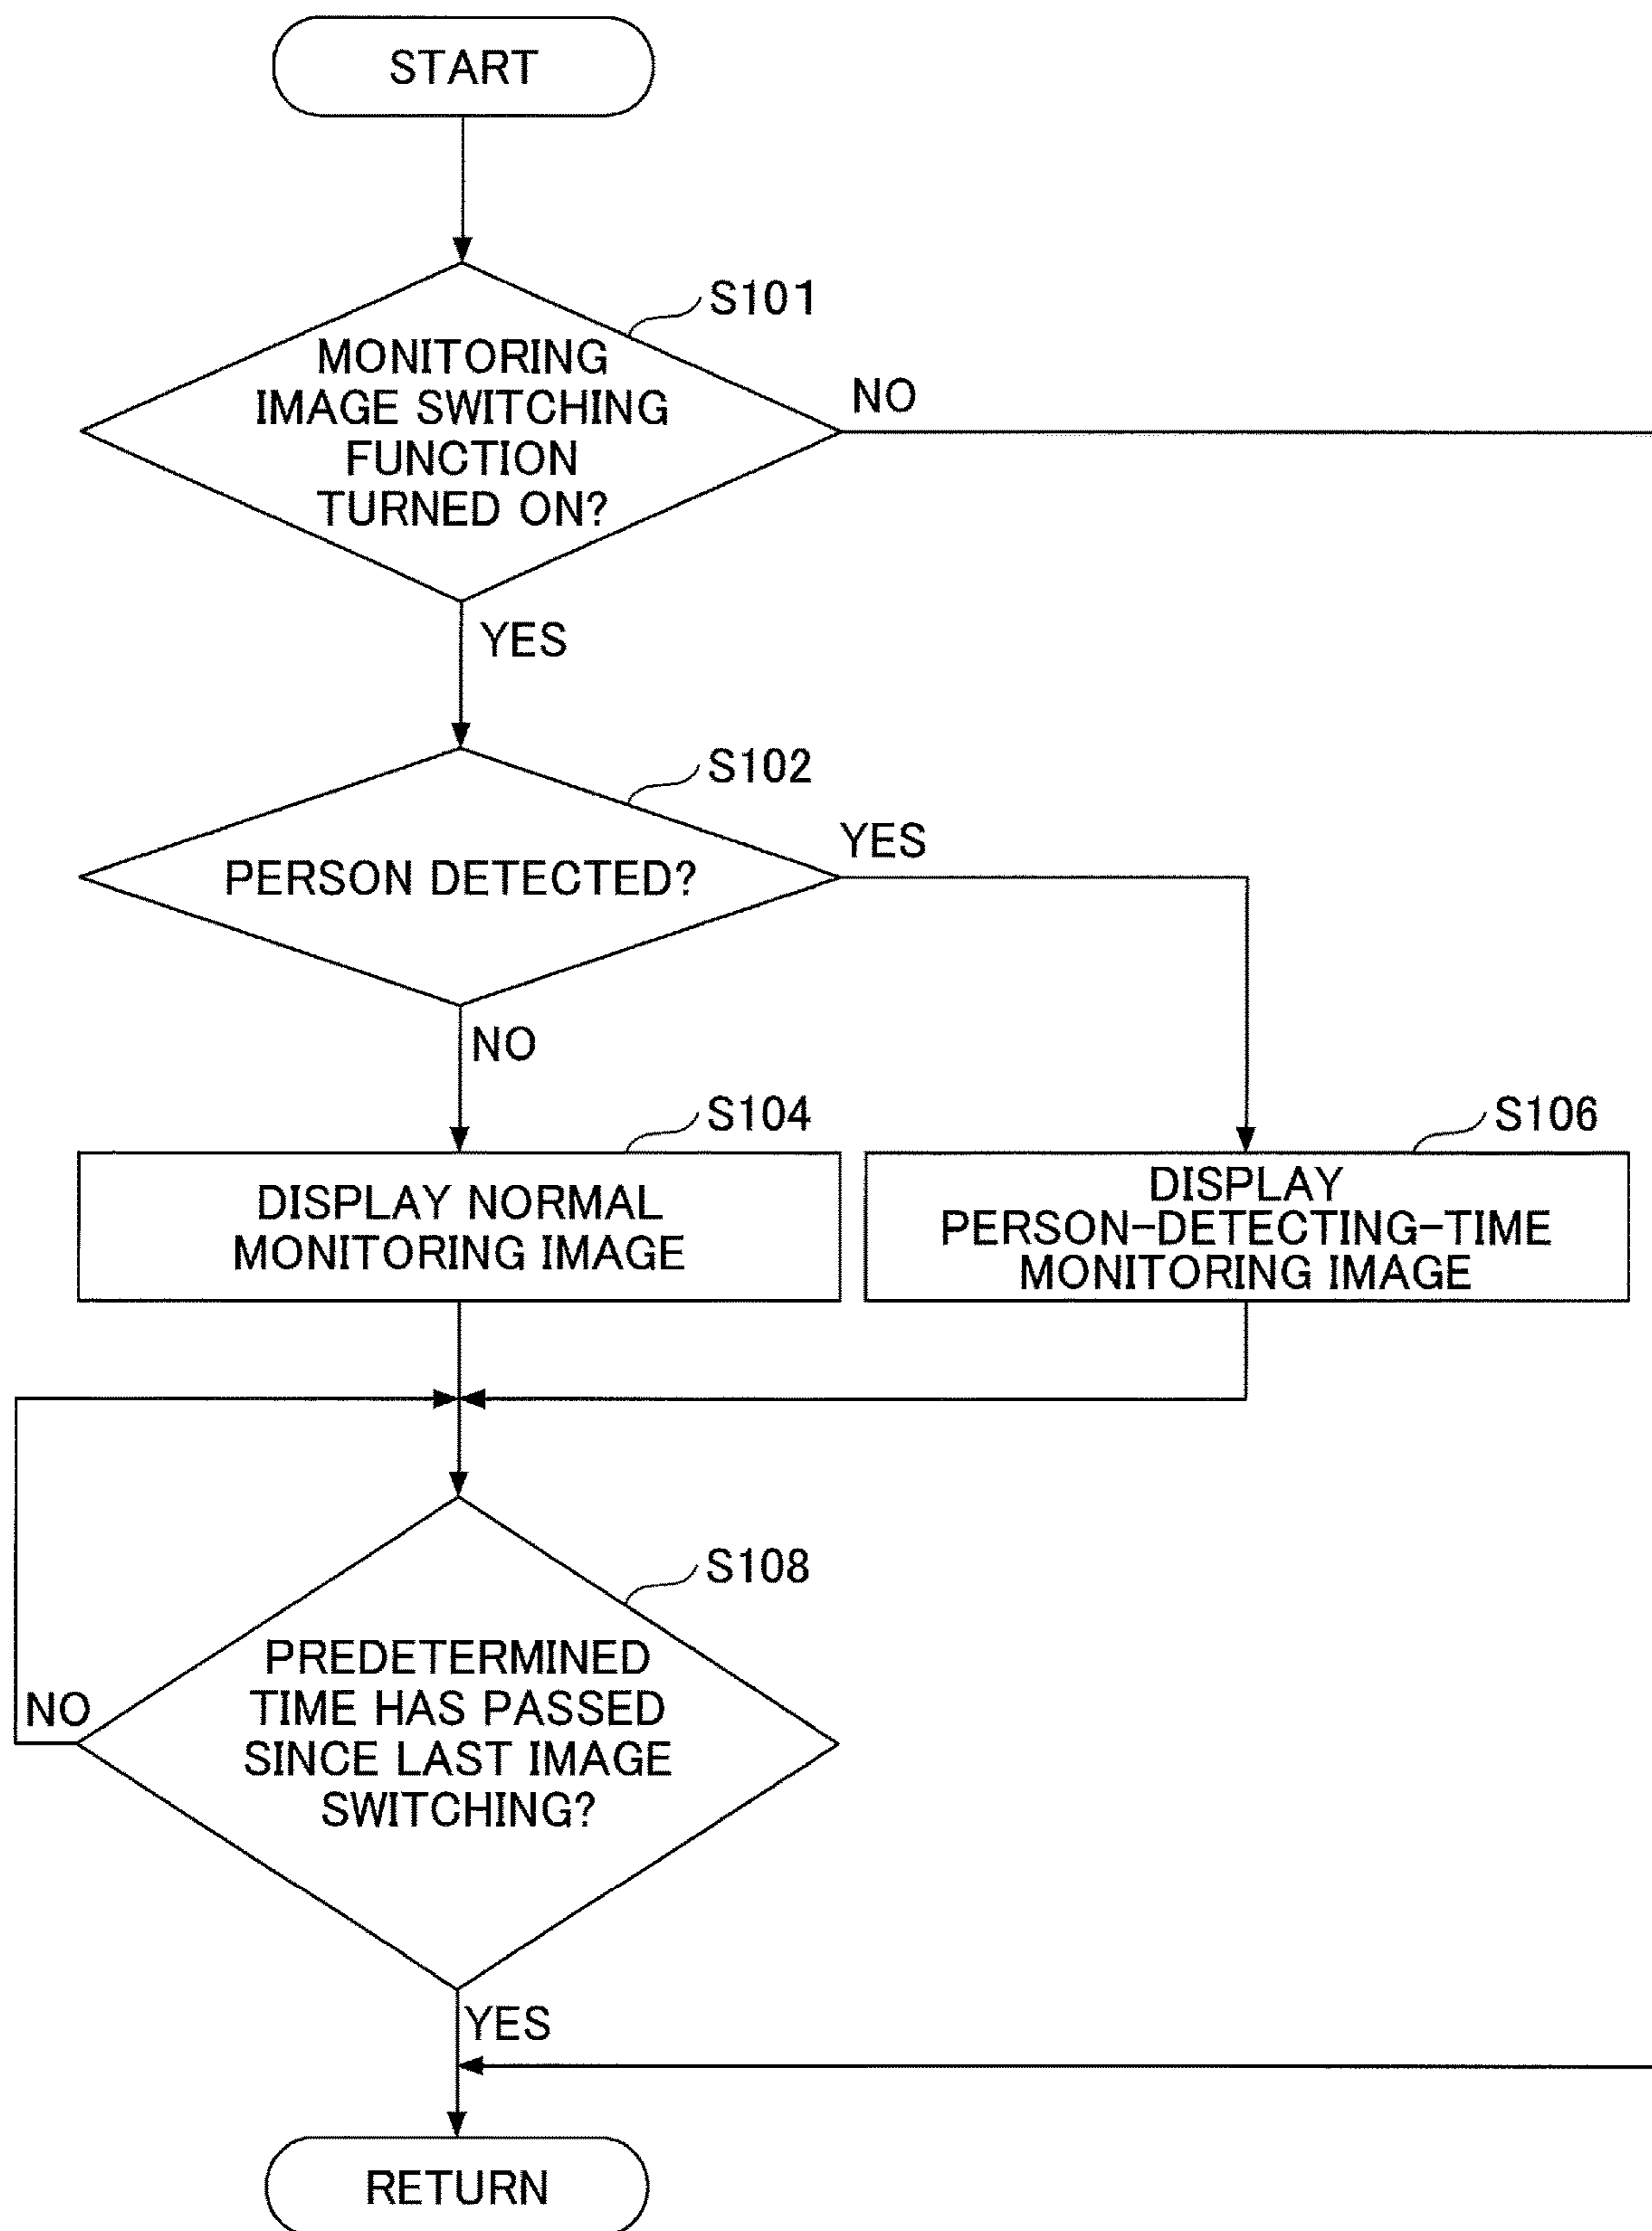 START
S101
MONITORING
IMAGE SWITCHING
FUNCTION
TURNED ON?
NO
YES
S102
PERSON DETECTED?
YES
NO
S104
DISPLAY NORMAL
MONITORING IMAGE
S106
DISPLAY
PERSON-DETECTING-TIME
MONITORING IMAGE
S108
PREDETERMINED
TIME HAS PASSED
SINCE LAST IMAGE
SWITCHING?
NO
YES
RETURN